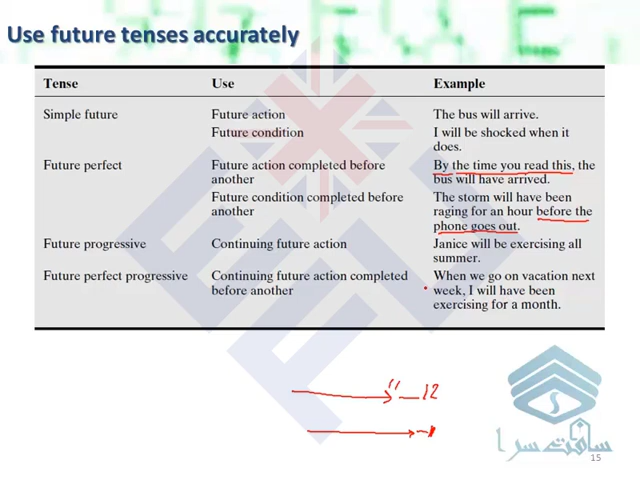 Use future tenses accurately
Tense Use Example
Simple future Future action The bus will arrive.
Future condition I will be shocked when it
does.
Future perfect Future action completed before By the time you read this, the
another bus will have arrived.
Future condition completed before The storm will have been
another raging for an hour before the
phone goes out.
Future progressive Continuing future action Janice will be exercising all
summer.
Future perfect progressive Continuing future action completed When we go on vacation next
before another week, I will have been
exercising for a month.
12
سافت سرا
15